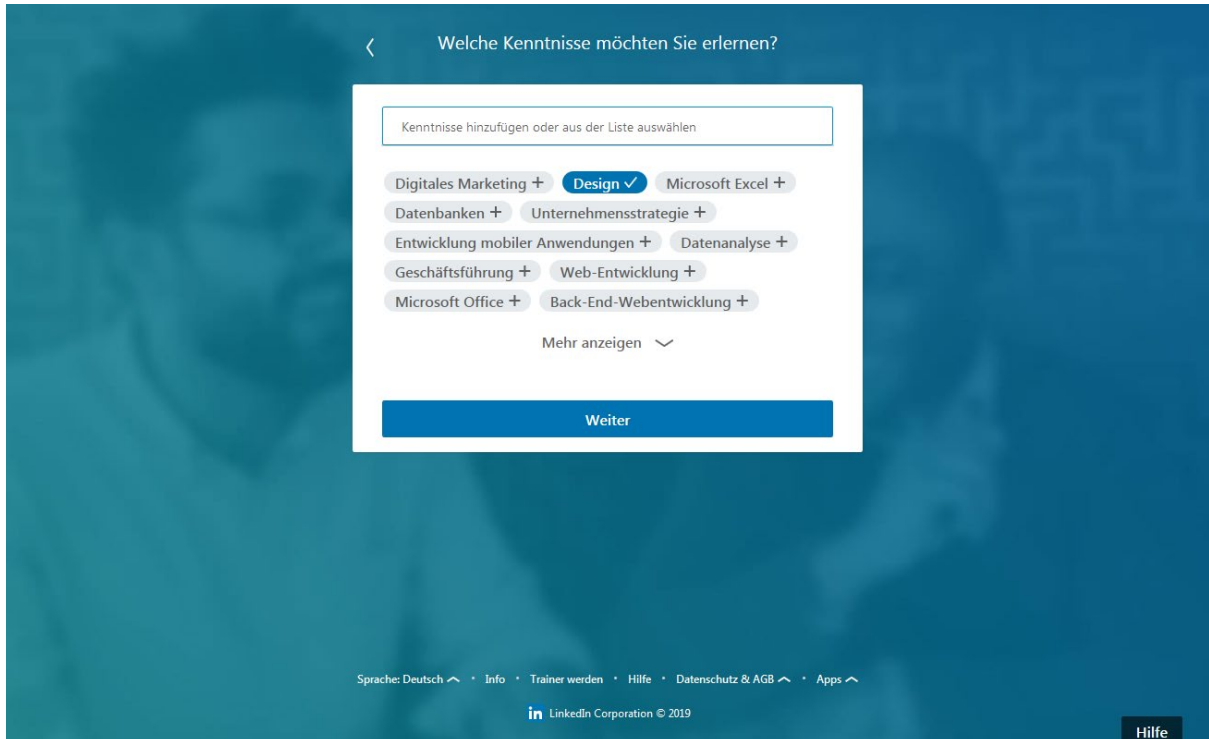 Welche Kenntnisse möchten Sie erlernen?
Kenntnisse hinzufügen oder aus der Liste auswählen
Digitales Marketing + Design ✓ Microsoft Excel +
Datenbanken + Unternehmensstrategie +
Entwicklung mobiler Anwendungen + Datenanalyse +
Geschäftsführung + Web-Entwicklung +
Microsoft Office + Back-End-Webentwicklung +
Mehr anzeigen
Weiter
Sprache: Deutsch · Info · Trainer werden · Hilfe · Datenschutz & AGB · Apps
in LinkedIn Corporation © 2019
Hilfe